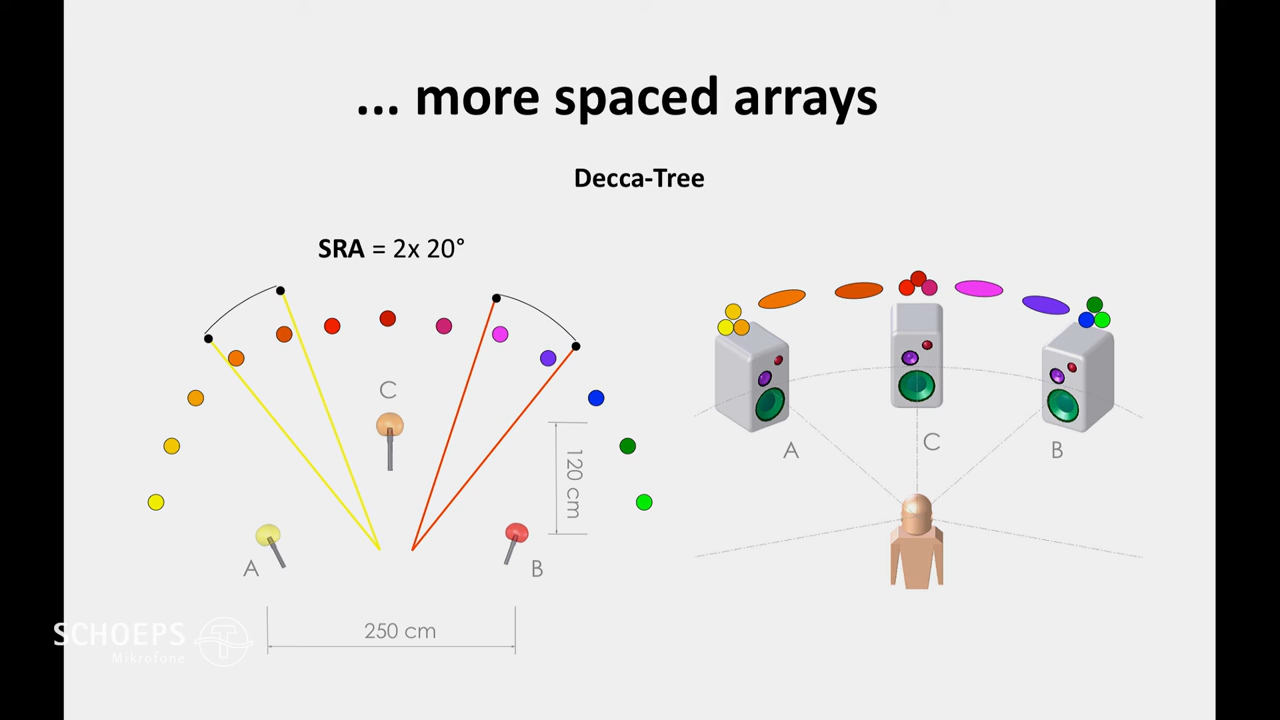 ... more spaced arrays
Decca-Tree
SRA = 2x 20°
C
120 cm
A
B
250 cm
A
C
B
SCHOEPS
Mikrofone